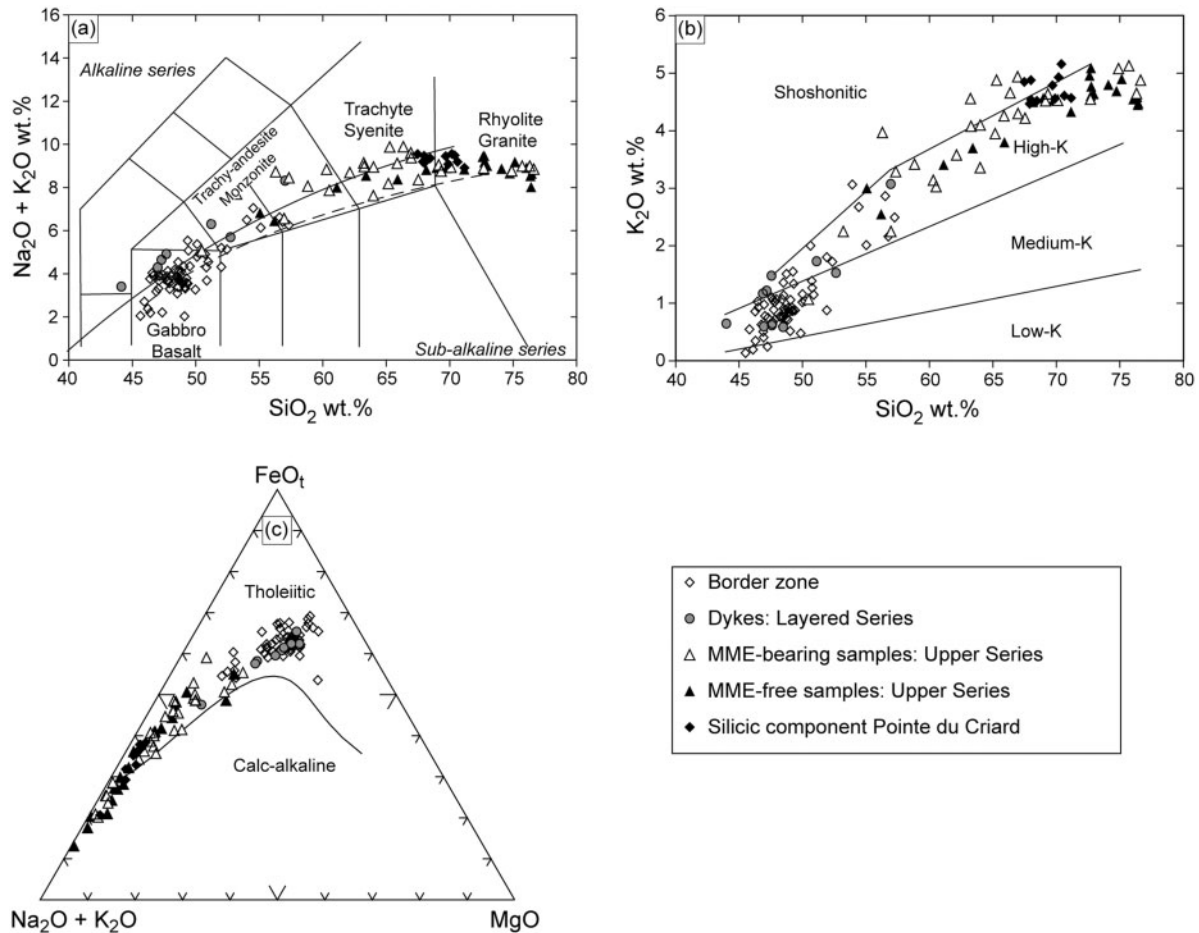 (a)
16
14
12
10
8
6
4
2
0
Na₂O + K₂O wt.%
Alkaline series
Trachy-andesite
Monzonite
Trachyte
Syenite
Rhyolite
Granite
Gabbro
Basalt
Sub-alkaline series
40 45 50 55 60 65 70 75 80
SiO₂ wt.%
(b)
6
5
4
3
2
1
0
K₂O wt.%
Shoshonitic
High-K
Medium-K
Low-K
40 45 50 55 60 65 70 75 80
SiO₂ wt.%
FeOₜ
(c)
Tholeiitic
Calc-alkaline
Na₂O + K₂O
MgO
Border zone
Dykes: Layered Series
MME-bearing samples: Upper Series
MME-free samples: Upper Series
Silicic component Pointe du Criard